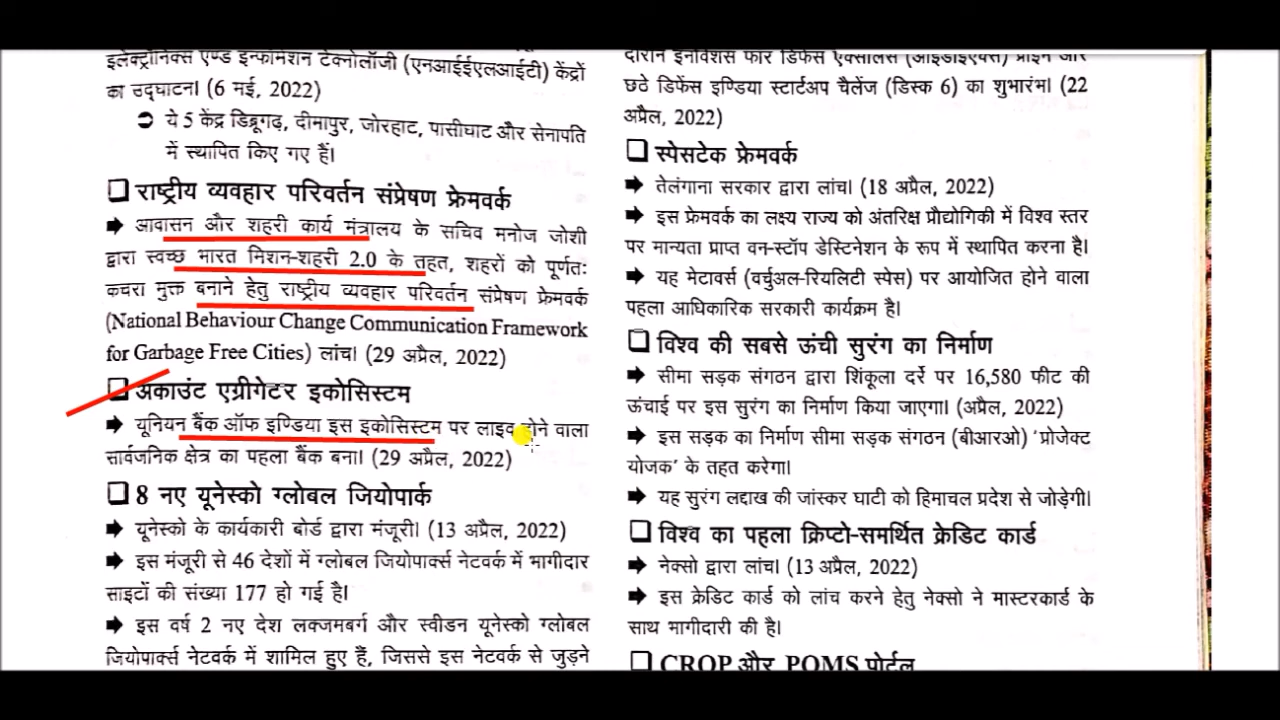 इलेक्ट्रॉनिक्स एण्ड इन्फॉर्मेशन टेक्नोलॉजी (एनआईईएलआईटी) केंद्रों
का उद्घाटन। (6 मई, 2022)
➲ ये 5 केंद्र डिब्रूगढ़, दीमापुर, जोरहाट, पासीघाट और सेनापति
में स्थापित किए गए हैं।
❑ राष्ट्रीय व्यवहार परिवर्तन संप्रेषण फ्रेमवर्क
➡ आवासन और शहरी कार्य मंत्रालय के सचिव मनोज जोशी
द्वारा स्वच्छ भारत मिशन-शहरी 2.0 के तहत, शहरों को पूर्णतः
कचरा मुक्त बनाने हेतु राष्ट्रीय व्यवहार परिवर्तन संप्रेषण फ्रेमवर्क
(National Behaviour Change Communication Framework
for Garbage Free Cities) लांच। (29 अप्रैल, 2022)
❑ अकाउंट एग्रीगेटर इकोसिस्टम
➡ यूनियन बैंक ऑफ इण्डिया इस इकोसिस्टम पर लाइव होने वाला
सार्वजनिक क्षेत्र का पहला बैंक बना। (29 अप्रैल, 2022)
❑ 8 नए यूनेस्को ग्लोबल जियोपार्क
➡ यूनेस्को के कार्यकारी बोर्ड द्वारा मंजूरी। (13 अप्रैल, 2022)
➡ इस मंजूरी से 46 देशों में ग्लोबल जियोपार्क्स नेटवर्क में भागीदार
साइटों की संख्या 177 हो गई है।
➡ इस वर्ष 2 नए देश लक्जमबर्ग और स्वीडन यूनेस्को ग्लोबल
जियोपार्क्स नेटवर्क में शामिल हुए हैं, जिससे इस नेटवर्क से जुड़ने
दौरान इनोवेशंस फॉर डिफेंस एक्सीलेंस (आइडीईएक्स) प्राइम और
छठे डिफेंस इण्डिया स्टार्टअप चैलेंज (डिस्क 6) का शुभारंभ। (22
अप्रैल, 2022)
❑ स्पेसटेक फ्रेमवर्क
➡ तेलंगाना सरकार द्वारा लांच। (18 अप्रैल, 2022)
➡ इस फ्रेमवर्क का लक्ष्य राज्य को अंतरिक्ष प्रौद्योगिकी में विश्व स्तर
पर मान्यता प्राप्त वन-स्टॉप डेस्टिनेशन के रूप में स्थापित करना है।
➡ यह मेटावर्स (वर्चुअल-रियलिटी स्पेस) पर आयोजित होने वाला
पहला आधिकारिक सरकारी कार्यक्रम है।
❑ विश्व की सबसे ऊंची सुरंग का निर्माण
➡ सीमा सड़क संगठन द्वारा शिंकूला दर्रे पर 16,580 फीट की
ऊंचाई पर इस सुरंग का निर्माण किया जाएगा। (अप्रैल, 2022)
➡ इस सड़क का निर्माण सीमा सड़क संगठन (बीआरओ) 'प्रोजेक्ट
योजक' के तहत करेगा।
➡ यह सुरंग लद्दाख की जांस्कर घाटी को हिमाचल प्रदेश से जोड़ेगी।
❑ विश्व का पहला क्रिप्टो-समर्थित क्रेडिट कार्ड
➡ नेक्सो द्वारा लांच। (13 अप्रैल, 2022)
➡ इस क्रेडिट कार्ड को लांच करने हेतु नेक्सो ने मास्टरकार्ड के
साथ भागीदारी की है।
❑ CROP और POMS पोर्टल